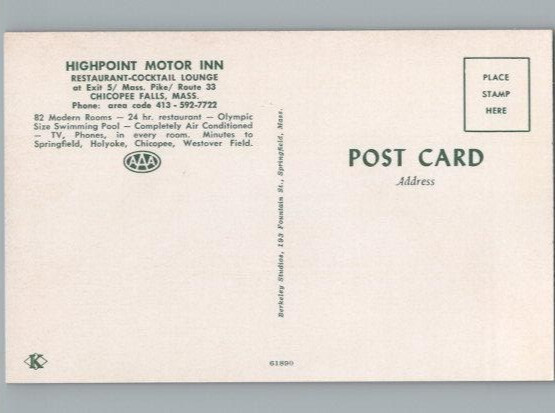 HIGHPOINT MOTOR INN
RESTAURANT-COCKTAIL LOUNGE
at Exit 5/ Mass. Pike/ Route 33
CHICOPEE FALLS, MASS.
Phone: area code 413 - 592-7722
82 Modern Rooms — 24 hr. restaurant — Olympic
Size Swimming Pool — Completely Air Conditioned
— TV, Phones, in every room. Minutes to
Springfield, Holyoke, Chicopee, Westover Field.
AAA
Berkeley Studios, 193 Fountain St., Springfield, Mass.
PLACE
STAMP
HERE
POST CARD
Address
K
61890